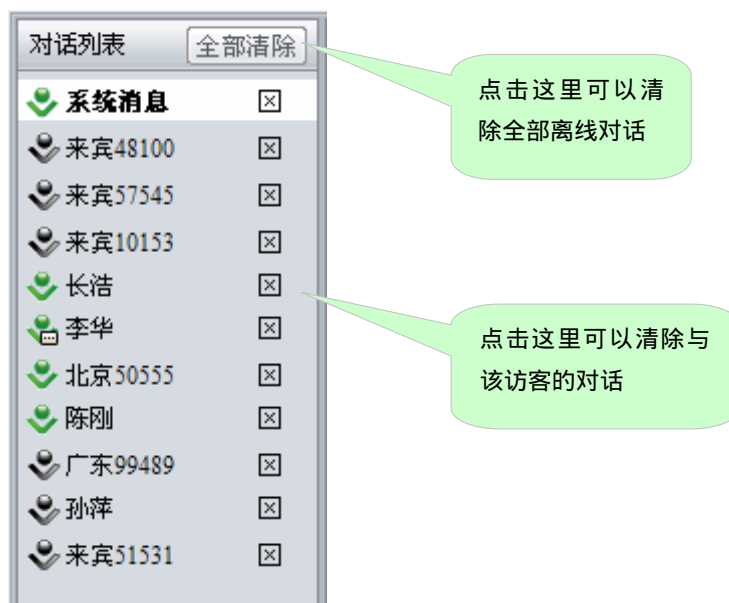 对话列表 全部清除
系统消息
来宾48100
来宾57545
来宾10153
长浩
李华
北京50555
陈刚
广东99489
孙萍
来宾51531
点击这里可以清
除全部离线对话
点击这里可以清除与
该访客的对话